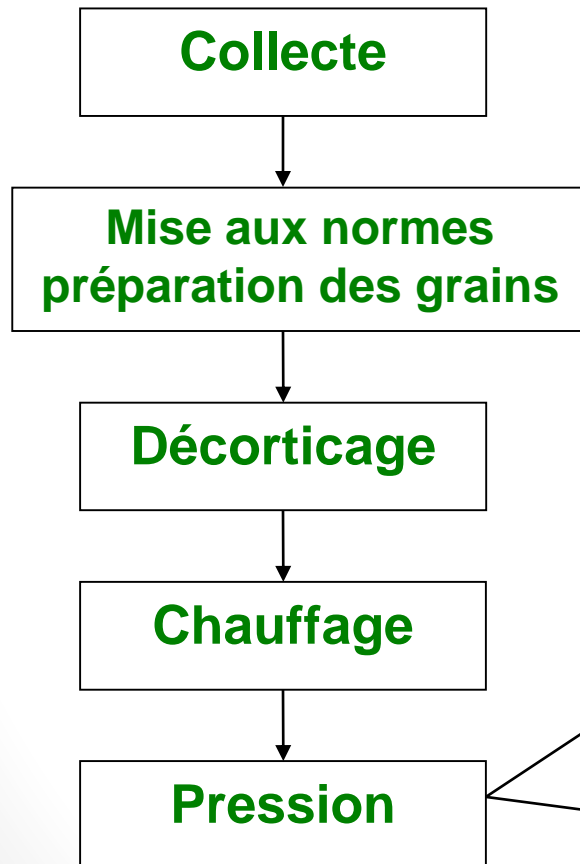 Collecte
Mise aux normes
préparation des grains
Décorticage
Chauffage
Pression